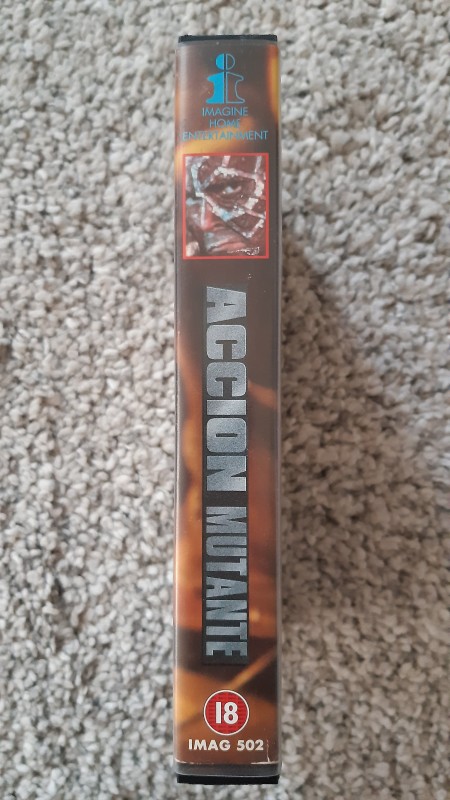 IMAGINE
HOME
ENTERTAINMENT
ACCION MUTANTE
18
IMAG 502